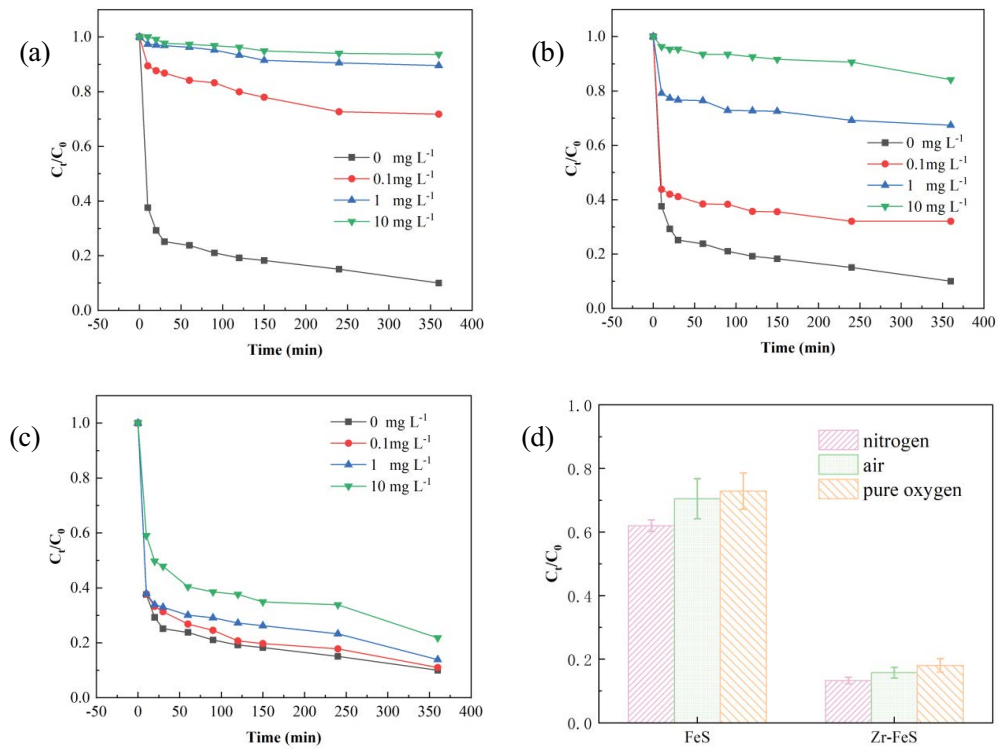 (a)
1.0
0.8
0.6
0.4
0.2
0.0
Ct/C0
0 mg L-1
0.1mg L-1
1 mg L-1
10 mg L-1
-50 0 50 100 150 200 250 300 350 400
Time (min)
(b)
1.0
0.8
0.6
0.4
0.2
0.0
Ct/C0
0 mg L-1
0.1mg L-1
1 mg L-1
10 mg L-1
-50 0 50 100 150 200 250 300 350 400
Time (min)
(c)
1.0
0.8
0.6
0.4
0.2
0.0
Ct/C0
0 mg L-1
0.1mg L-1
1 mg L-1
10 mg L-1
-50 0 50 100 150 200 250 300 350 400
Time (min)
(d)
1.0
0.8
0.6
0.4
0.2
0.0
Ct/C0
nitrogen
air
pure oxygen
FeS Zr-FeS